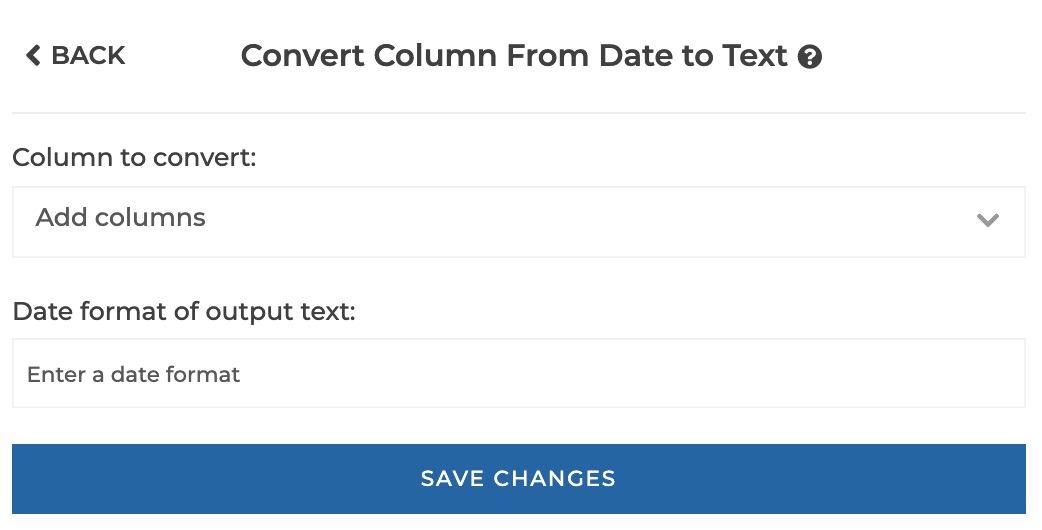 BACK
Convert Column From Date to Text ?
Column to convert:
Add columns
Date format of output text:
Enter a date format
SAVE CHANGES